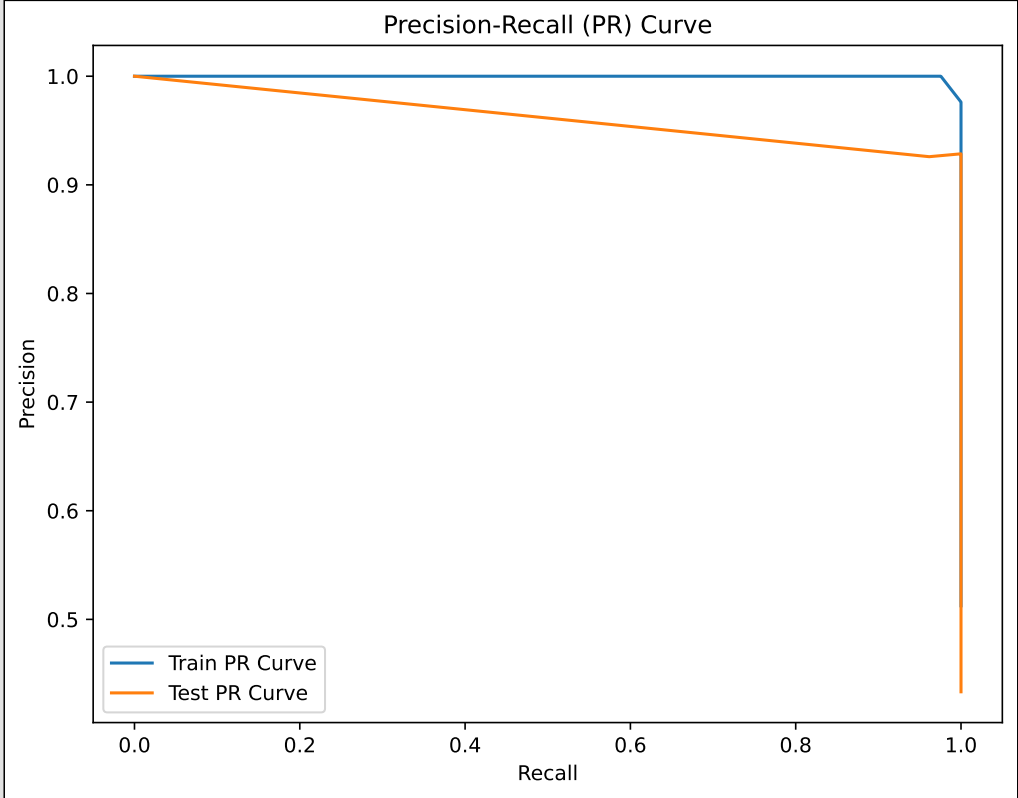 Precision-Recall (PR) Curve
1.0
0.9
0.8
0.7
0.6
0.5
Precision
Train PR Curve
Test PR Curve
0.0 0.2 0.4 0.6 0.8 1.0
Recall